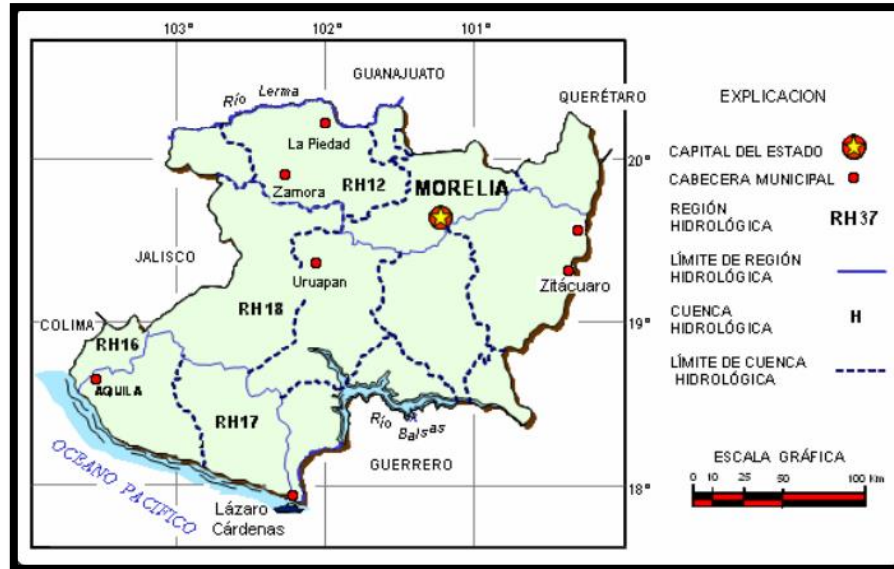 103°
102°
101°
GUANAJUATO
QUERÉTARO
Río Lerma
La Piedad
20°
Zamora
RH12
MORELIA
JALISCO
Uruapan
Zitácuaro
RH18
COLIMA
19°
RH16
AQUILA
RH17
Río Balsas
GUERRERO
OCEANO PACIFICO
18°
Lázaro
Cárdenas
EXPLICACION
CAPITAL DEL ESTADO
CABECERA MUNICIPAL
REGIÓN
HIDROLÓGICA
RH37
LÍMITE DE REGIÓN
HIDROLÓGICA
CUENCA
HIDROLÓGICA
H
LÍMITE DE CUENCA
HIDROLÓGICA
ESCALA GRÁFICA
0 10 25 50 100 Km